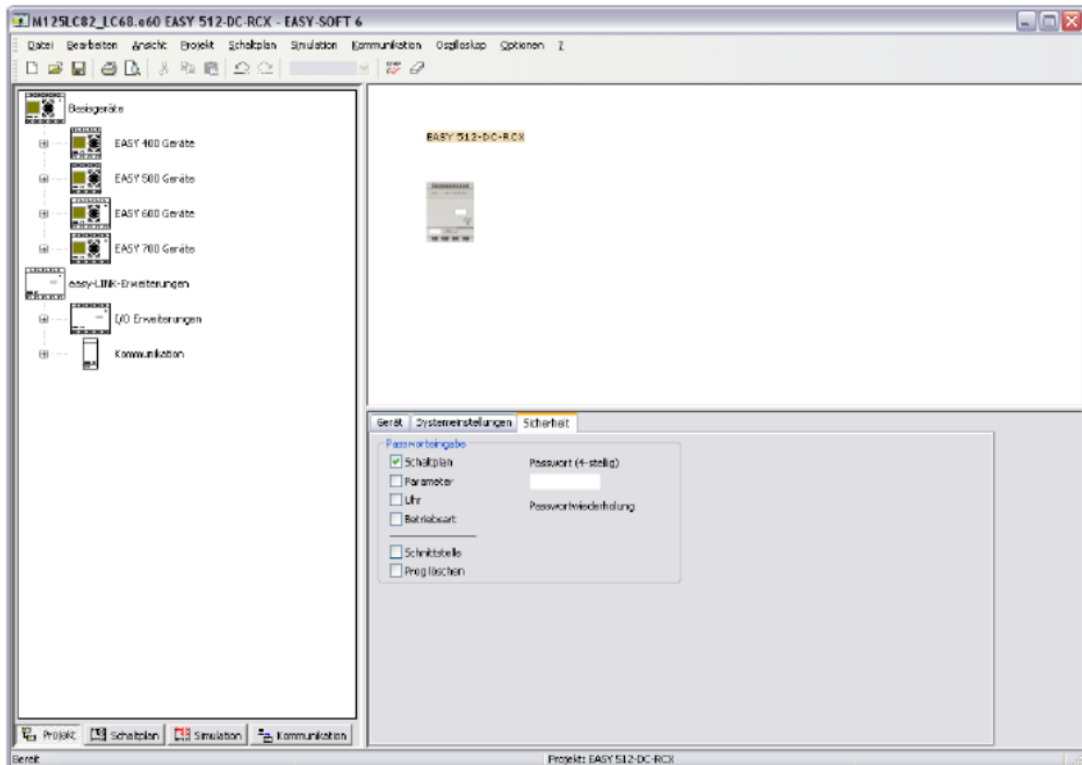 M125LC82_LC68.e60 EASY 512-DC-RCX - EASY-SOFT 6
Datei Bearbeiten Ansicht Projekt Schaltplan Simulation Kommunikation Oszilloskop Optionen ?
Basisgeräte
EASY 400 Geräte
EASY 500 Geräte
EASY 600 Geräte
EASY 700 Geräte
easy-LINK-Erweiterungen
I/O Erweiterungen
Kommunikation
EASY 512-DC-RCX
Gerät Systemeinstellungen Sicherheit
Passworteingabe
Schaltplan
Parameter
Uhr
Betriebsart
Schnittstelle
Prog löschen
Passwort (4-stellig)
Passwortwiederholung
Projekt Schaltplan Simulation Kommunikation
Bereit
Projekt: EASY 512-DC-RCX